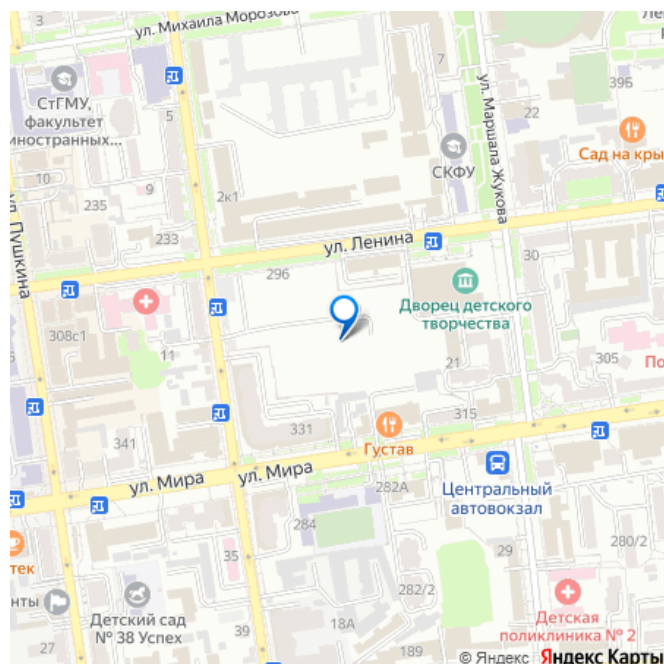 ул. Михаила Морозова
7
39Б
СтГМУ,
факультет
иностранных...
5
ул. Маршала Жукова
22
Сад на кры
СКФУ
10
9
2к1
235
233
ул. Пушкина
ул. Ленина
30
296
Дворец детского
творчества
308с1
11
21
305
По
315
331
Густав
341
ул. Мира
ул. Мира
282А
Центральный
автовокзал
284
29
280/2
тек
35
282/2
Детский сад
№ 38 Успех
нты
18А
39
Детская
поликлиника № 2
© Яндекс Яндекс Карты